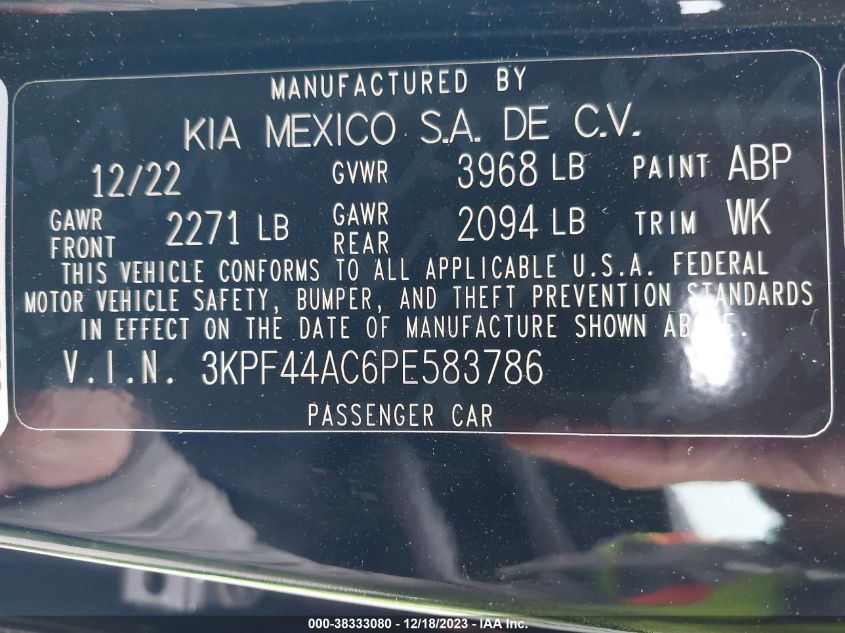 MANUFACTURED BY
KIA MEXICO S.A. DE C.V.
12/22 GVWR 3968 LB PAINT ABP
GAWR FRONT 2271 LB GAWR REAR 2094 LB TRIM WK
THIS VEHICLE CONFORMS TO ALL APPLICABLE U.S.A. FEDERAL
MOTOR VEHICLE SAFETY, BUMPER, AND THEFT PREVENTION STANDARDS
IN EFFECT ON THE DATE OF MANUFACTURE SHOWN ABOVE.
V.I.N. 3KPF44AC6PE583786
PASSENGER CAR
000-38333080 - 12/18/2023 - IAA Inc.